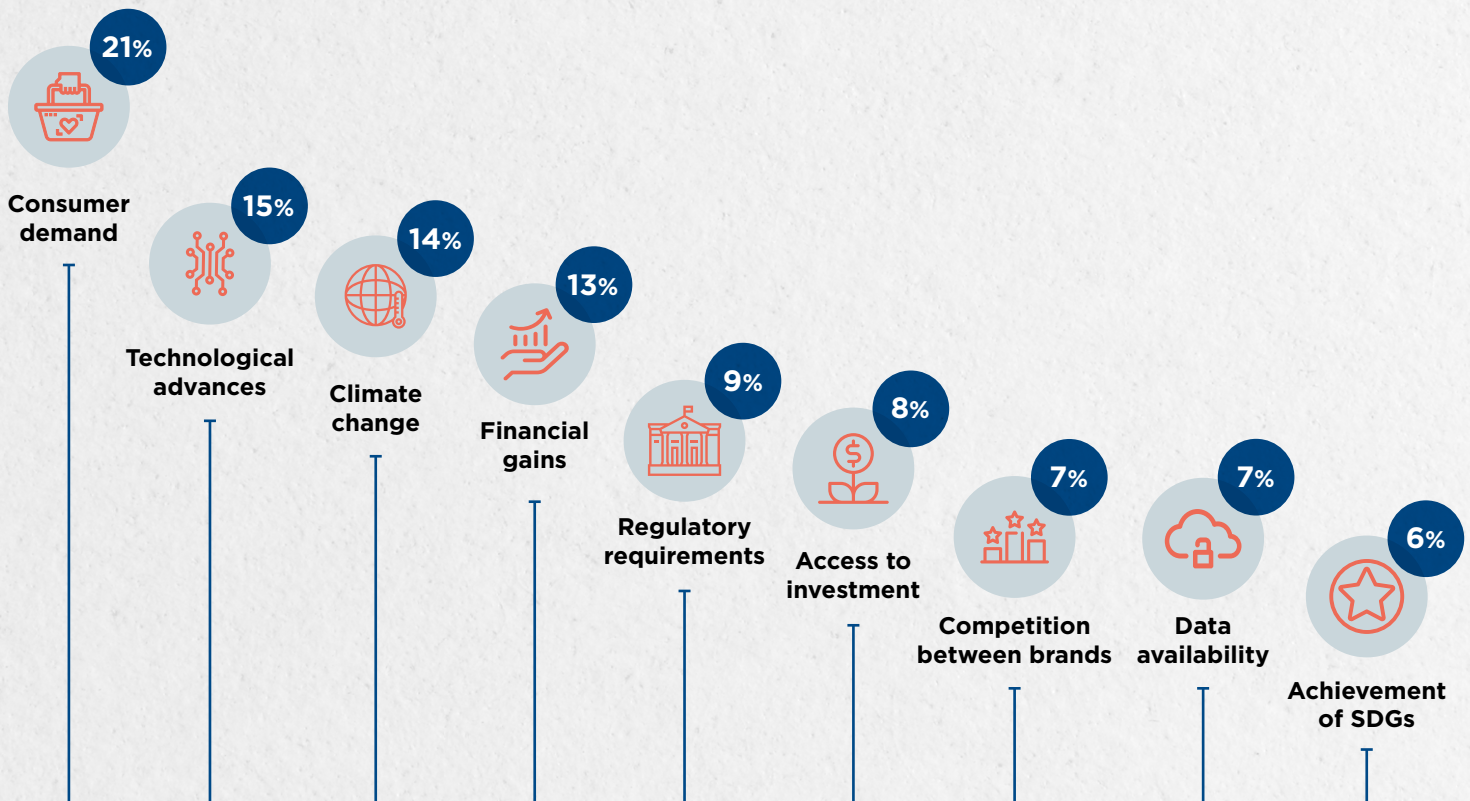 21%
Consumer
demand
15%
Technological
advances
14%
Climate
change
13%
Financial
gains
9%
Regulatory
requirements
8%
Access to
investment
7%
Competition
between brands
7%
Data
availability
6%
Achievement
of SDGs